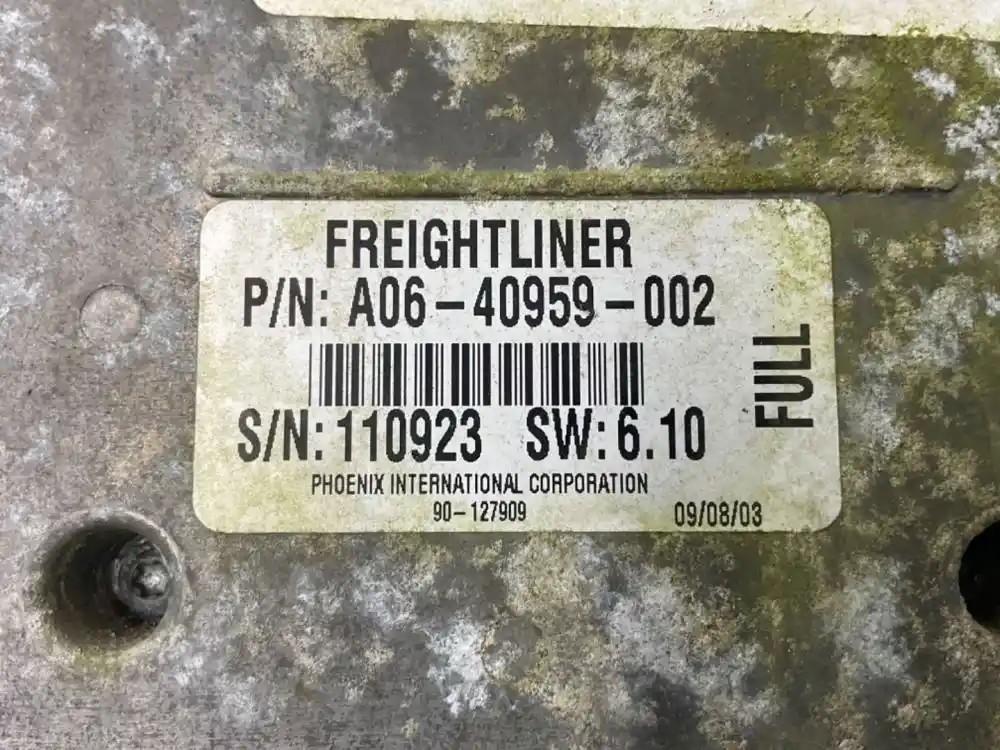 FREIGHTLINER
P/N: A06-40959-002
S/N: 110923 SW: 6.10
PHOENIX INTERNATIONAL CORPORATION
90-127909
09/08/03
FULL